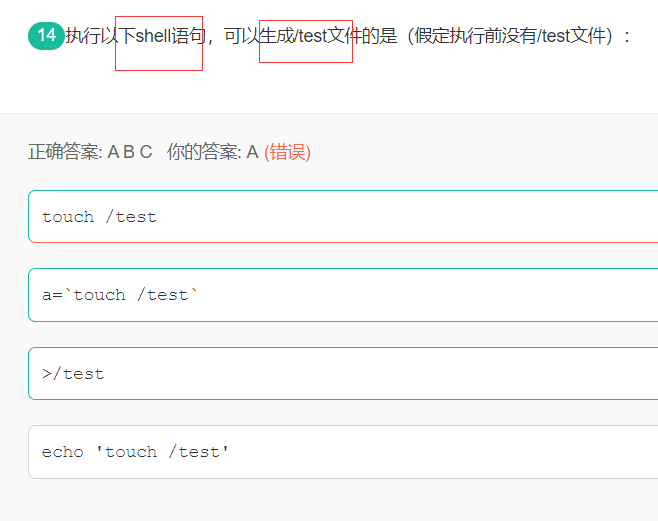 14 执行以下shell语句，可以生成/test文件的是（假定执行前没有/test文件）：
正确答案: A B C 你的答案: A (错误)
touch /test
a=`touch /test`
>/test
echo 'touch /test'